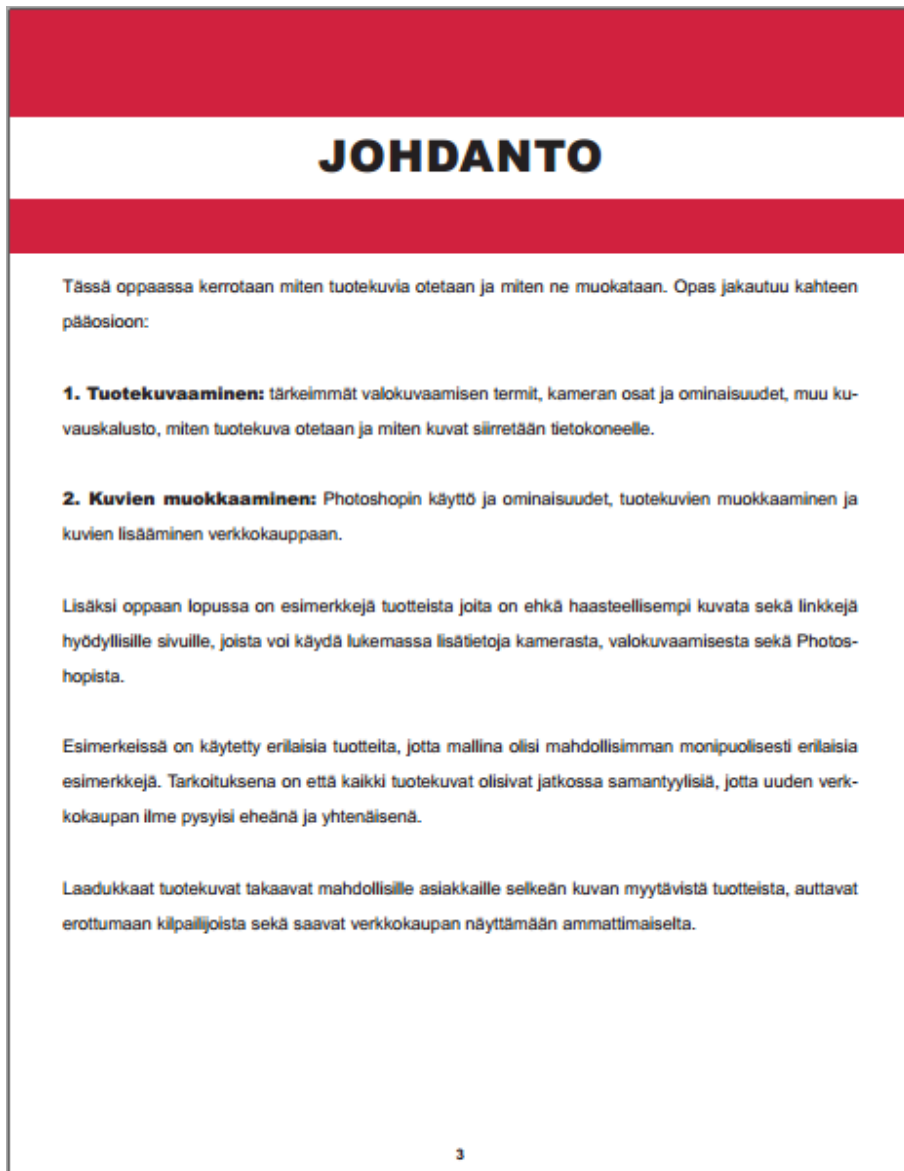 JOHDANTO
Tässä oppaassa kerrotaan miten tuotekuvia otetaan ja miten ne muokataan. Opas jakautuu kahteen
pääosioon:
1. Tuotekuvaaminen: tärkeimmät valokuvaamisen termit, kameran osat ja ominaisuudet, muu ku-
vauskalusto, miten tuotekuva otetaan ja miten kuvat siirretään tietokoneelle.
2. Kuvien muokkaaminen: Photoshopin käyttö ja ominaisuudet, tuotekuvien muokkaaminen ja
kuvien lisääminen verkkokauppaan.
Lisäksi oppaan lopussa on esimerkkejä tuotteista joita on ehkä haasteellisempi kuvata sekä linkkejä
hyödyllisille sivuille, joista voi käydä lukemassa lisätietoja kamerasta, valokuvaamisesta sekä Photos-
hopista.
Esimerkeissä on käytetty erilaisia tuotteita, jotta mallina olisi mahdollisimman monipuolisesti erilaisia
esimerkkejä. Tarkoituksena on että kaikki tuotekuvat olisivat jatkossa samantyylisiä, jotta uuden verk-
kokaupan ilme pysyisi eheänä ja yhtenäisenä.
Laadukkaat tuotekuvat takaavat mahdollisille asiakkaille selkeän kuvan myytävistä tuotteista, auttavat
erottumaan kilpailijoista sekä saavat verkkokaupan näyttämään ammattimaiselta.
3